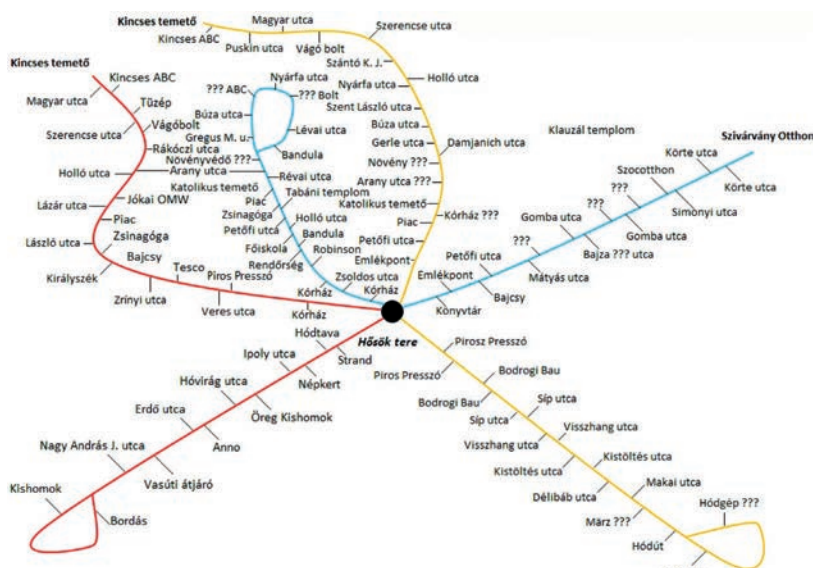 Kincses temető
Magyar utca
Szerencse utca
Kincses ABC
Puskin utca
Vágó bolt
Szántó K. J.
Holló utca
Nyárfa utca
Szent László utca
Búza utca
Gerle utca
Damjanich utca
Növény ???
Arany utca ???
Katolikus temető
Kórház ???
Piac
Petőfi utca
Emlékpont
Kincses temető
Kincses ABC
Magyar utca
Tüzép
Szerencse utca
Vágóbolt
Rákóczi utca
Holló utca
Arany utca
Jókai OMW
Lázár utca
Piac
László utca
Zsinagóga
Királyszék
Bajcsy
Zrínyi utca
Tesco
Piros Presszó
Veres utca
Kórház
Nyárfa utca
??? ABC
??? Bolt
Búza utca
Lévai utca
Gregus M. u.
Bandula
Növényvédő ???
Révai utca
Katolikus temető
Tabáni templom
Piac
Zsinagóga
Holló utca
Petőfi utca
Bandula
Főiskola
Robinson
Rendőrség
Zsoldos utca
Kórház
Kórház
Klauzál templom
Szivárvány Otthon
Körte utca
Körte utca
Szocotthon
Simonyi utca
???
Gomba utca
???
Bajza ??? utca
Gomba utca
???
Mátyás utca
Petőfi utca
Bajcsy
Emlékpont
Könyvtár
Hősök tere
Hódtava
Strand
Ipoly utca
Népkert
Hóvirág utca
Öreg Kishomok
Erdő utca
Anno
Nagy András J. utca
Vasúti átjáró
Kishomok
Bordás
Pirosz Presszó
Piros Presszó
Bodrogi Bau
Bodrogi Bau
Síp utca
Síp utca
Visszhang utca
Visszhang utca
Kistöltés utca
Kistöltés utca
Makai utca
Délibáb utca
Márz ???
Hódgép ???
Hódút